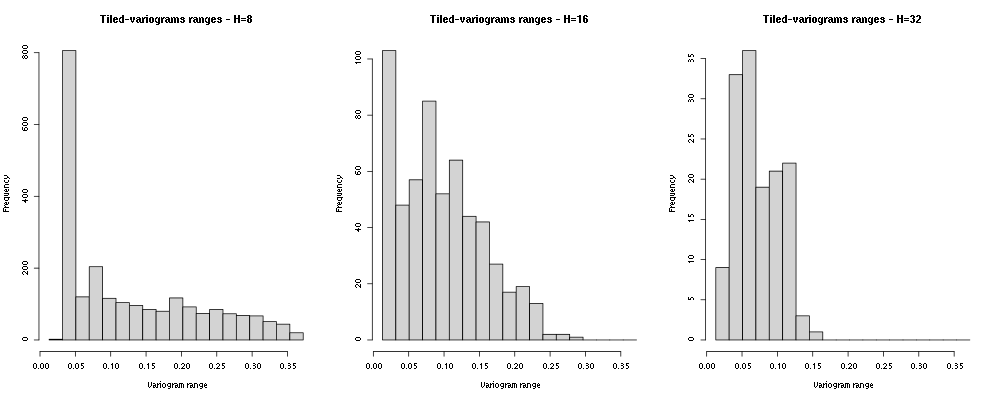 Tiled-variograms ranges - H=8
800
600
400
200
0
Frequency
0.00 0.05 0.10 0.15 0.20 0.25 0.30 0.35
Variogram range
Tiled-variograms ranges - H=16
100
80
60
40
20
0
Frequency
0.00 0.05 0.10 0.15 0.20 0.25 0.30 0.35
Variogram range
Tiled-variograms ranges - H=32
35
30
25
20
15
10
5
0
Frequency
0.00 0.05 0.10 0.15 0.20 0.25 0.30 0.35
Variogram range